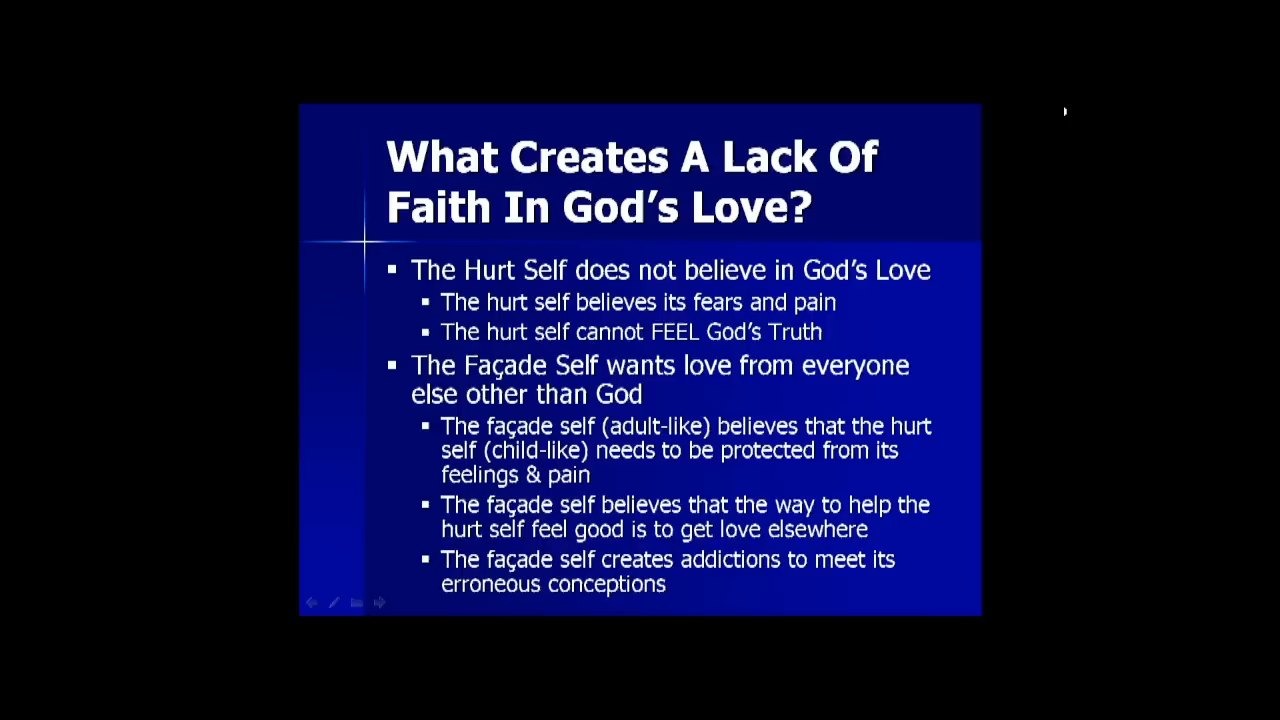 What Creates A Lack Of
Faith In God's Love?
▪ The Hurt Self does not believe in God's Love
▪ The hurt self believes its fears and pain
▪ The hurt self cannot FEEL God's Truth
▪ The Façade Self wants love from everyone
else other than God
▪ The façade self (adult-like) believes that the hurt
self (child-like) needs to be protected from its
feelings & pain
▪ The façade self believes that the way to help the
hurt self feel good is to get love elsewhere
▪ The façade self creates addictions to meet its
erroneous conceptions